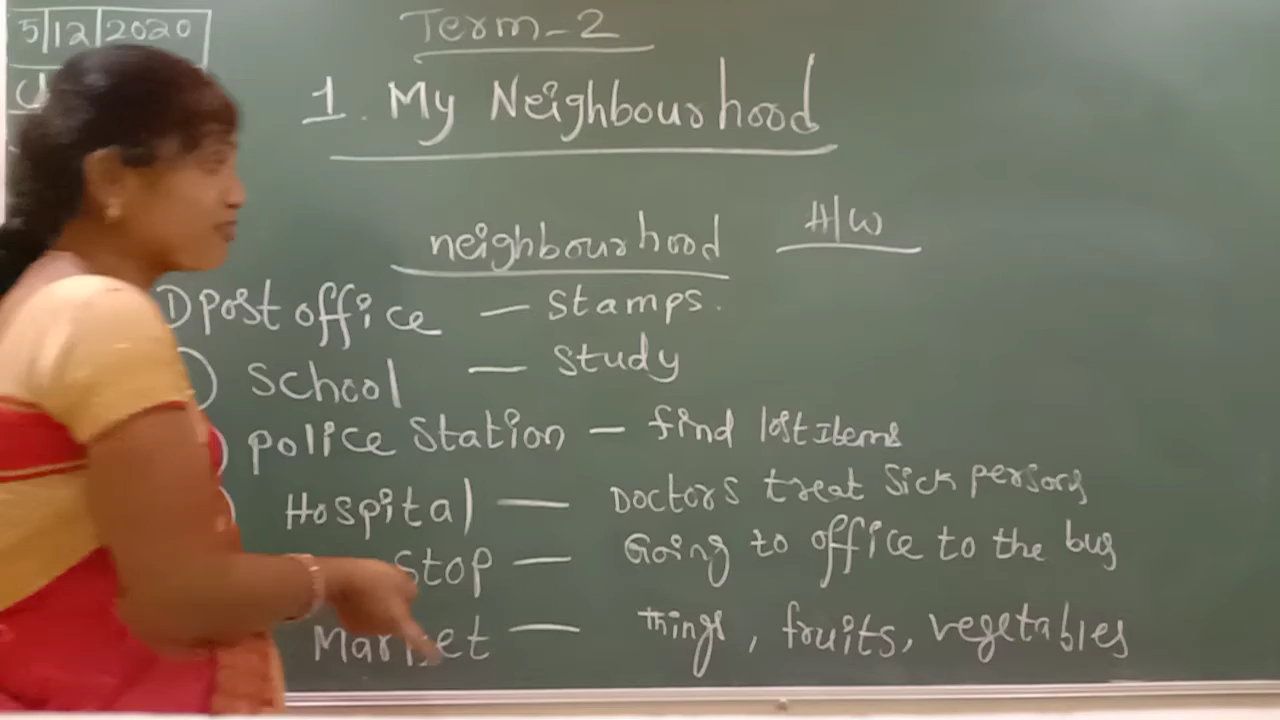 5/12/2020
Term-2
1. My Neighbourhood
neighbourhood H/W
1) Post office — Stamps.
) School — Study
) Police Station — find lost Items
) Hospital — Doctors treat Sick persons
Stop — Going to office to the bus
Market — things, fruits, vegetables